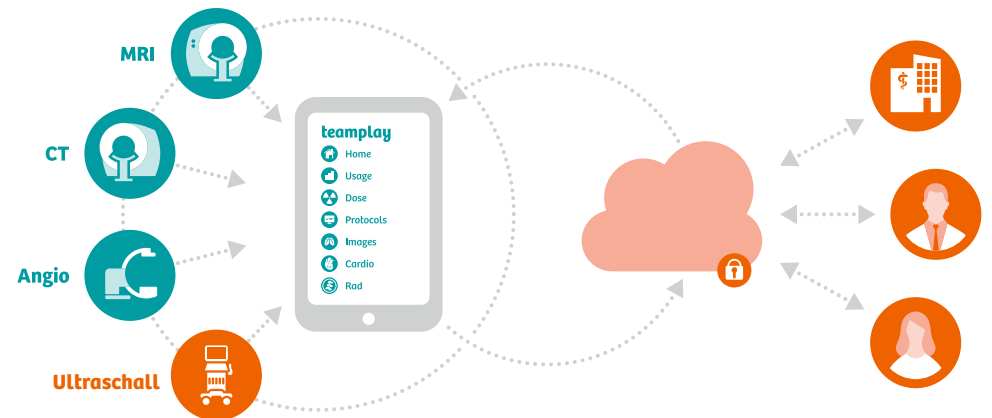 MRI
CT
Angio
Ultraschall
teamplay
Home
Usage
Dose
Protocols
Images
Cardio
Rad